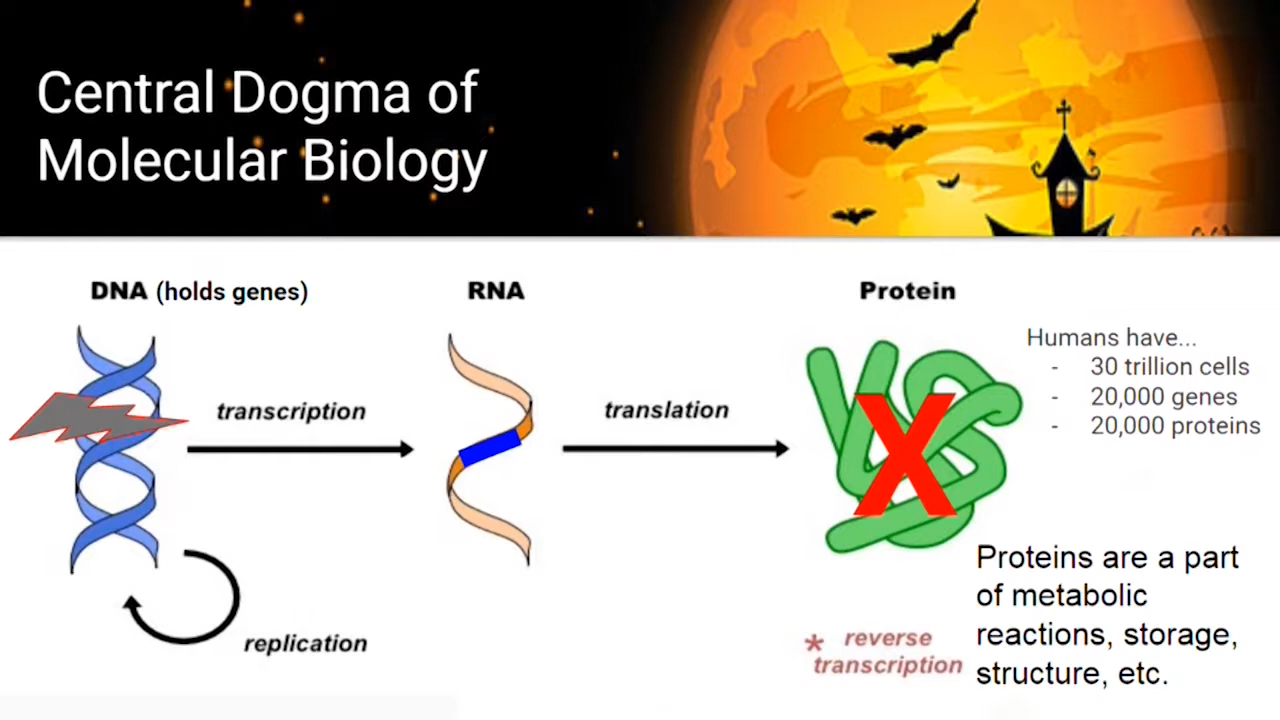 Central Dogma of
Molecular Biology
DNA (holds genes)
RNA
Protein
Humans have...
- 30 trillion cells
- 20,000 genes
- 20,000 proteins
transcription
translation
X
replication
* reverse
transcription
Proteins are a part
of metabolic
reactions, storage,
structure, etc.